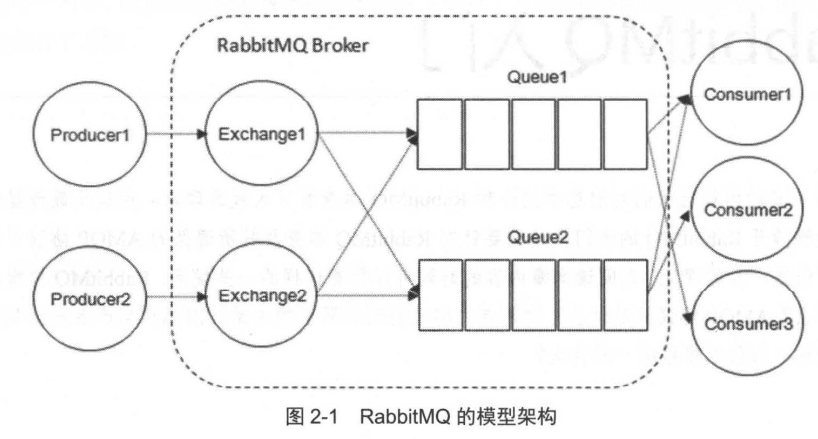 RabbitMQ Broker
Queue1
Producer1
Exchange1
Consumer1
Queue2
Consumer2
Producer2
Exchange2
Consumer3
图 2-1 RabbitMQ 的模型架构